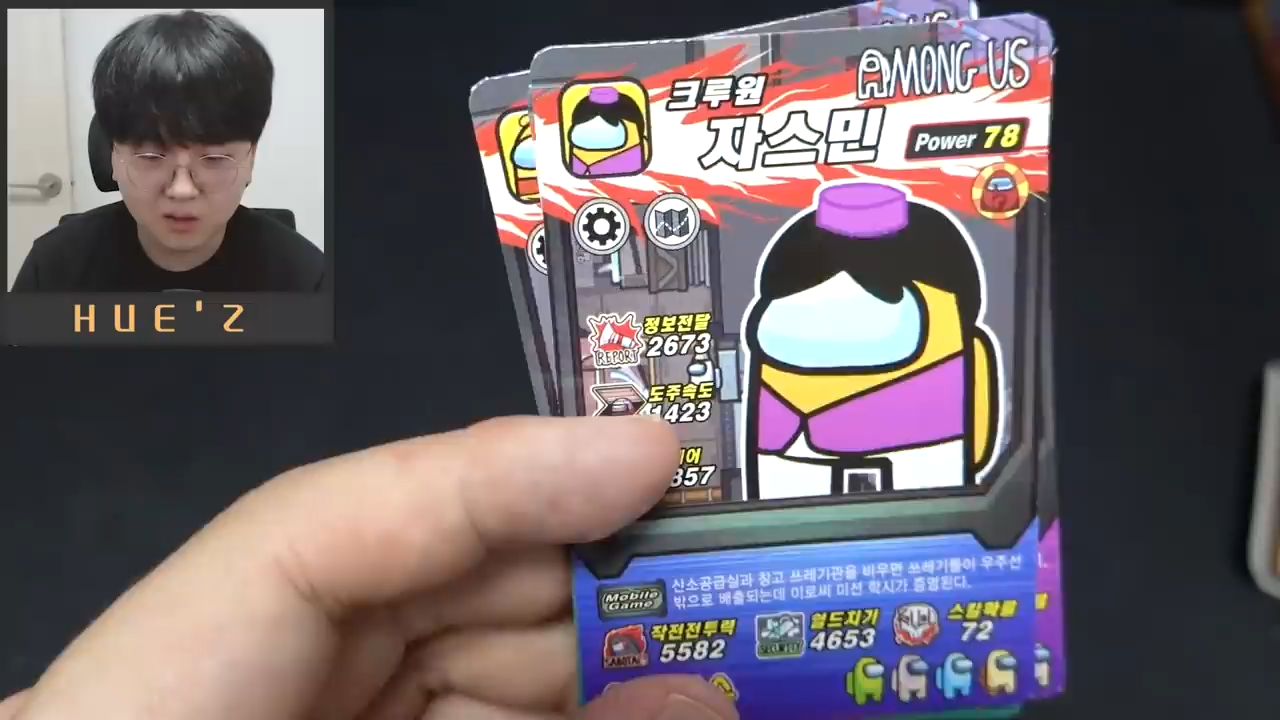 AMONG US
크루원
자스민
Power 78
HUE'Z
REPORT
정보전달
2673
도주속도
1423
857
Mobile Game
산소공급실과 창고 쓰레기판을 비우면 쓰레기들이 우주선
밖으로 배출되는데 이로써 미션 학시가 증명된다.
작전전투력
5582
SECURITY
월드치기
4653
스킬확률
72